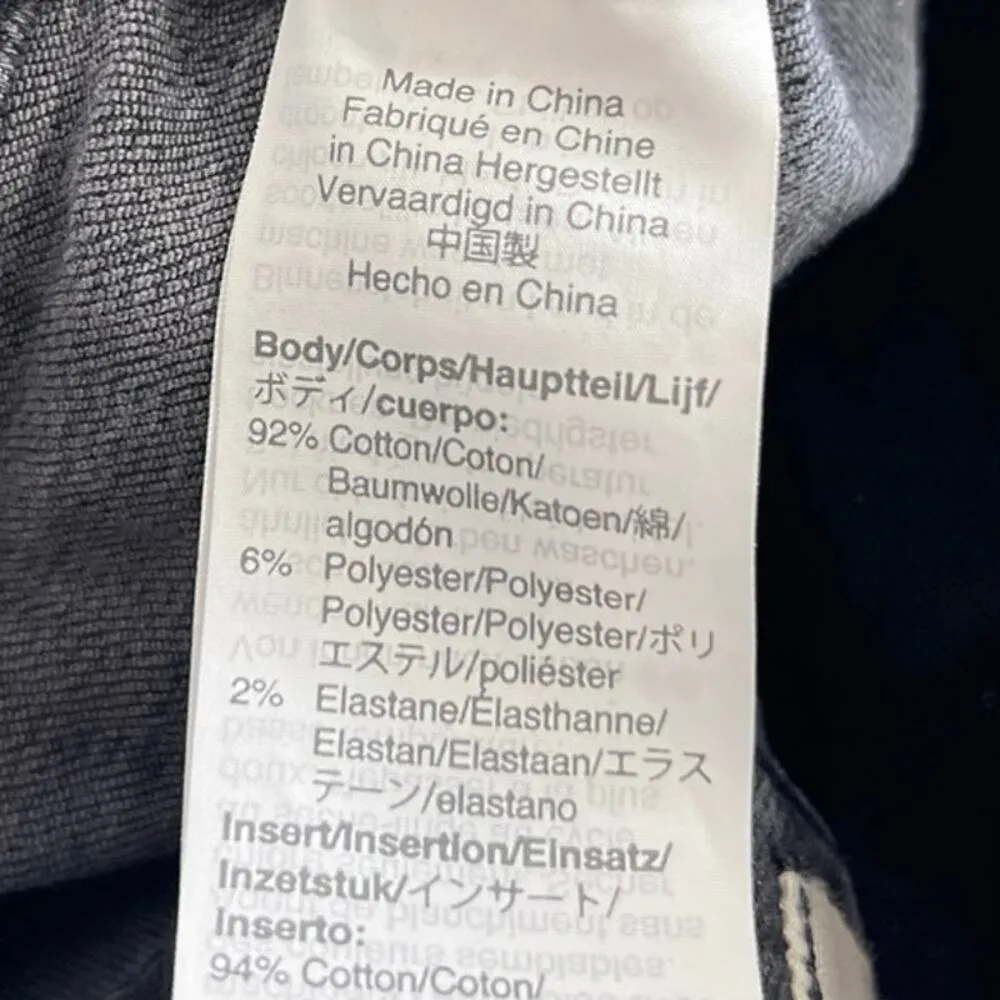 Made in China
Fabriqué en Chine
in China Hergestellt
Vervaardigd in China
中国製
Hecho en China
Body/Corps/Hauptteil/Lijf/
ボディ/cuerpo:
92% Cotton/Coton/
Baumwolle/Katoen/綿/
algodón
6% Polyester/Polyester/
Polyester/Polyester/ポリ
エステル/poliéster
2% Elastane/Élasthanne/
Elastan/Elastaan/エラス
テーン/elastano
Insert/Insertion/Einsatz/
Inzetstuk/インサート/
Inserto:
94% Cotton/Coton/